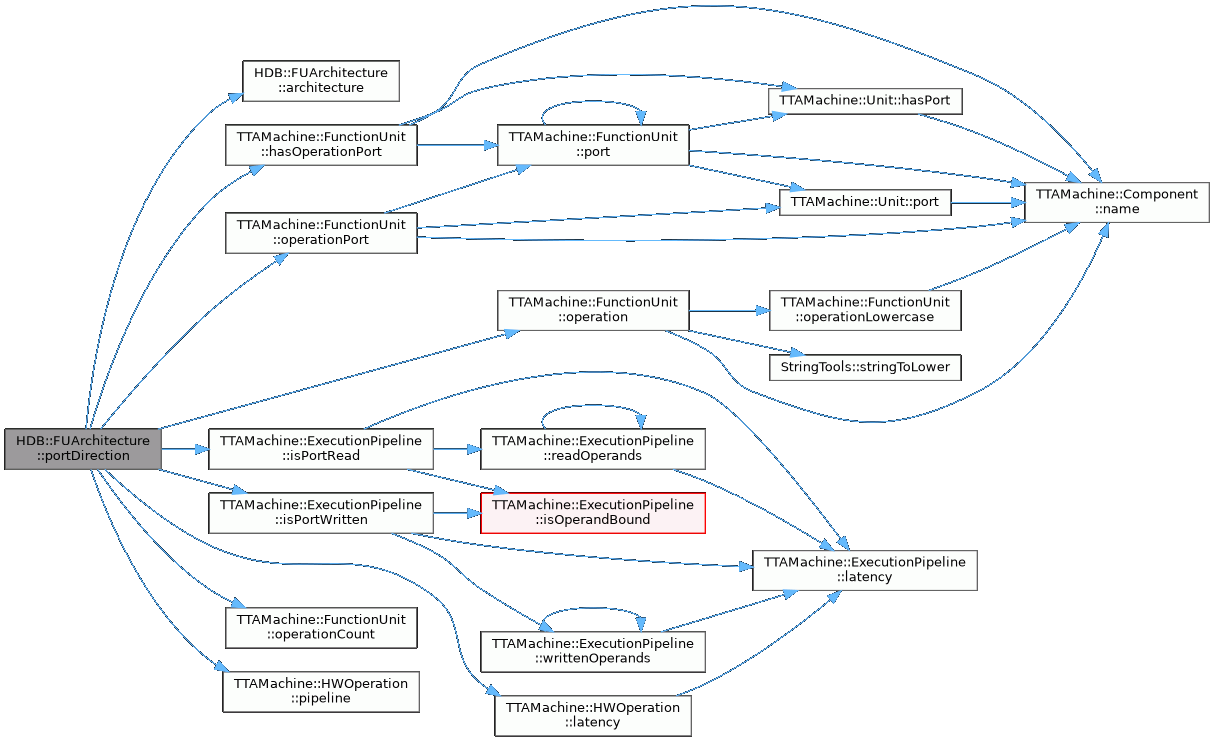 HDB::FUArchitecture
::architecture
TTAMachine::Unit::hasPort
TTAMachine::FunctionUnit
::hasOperationPort
TTAMachine::FunctionUnit
::port
TTAMachine::Component
::name
TTAMachine::Unit::port
TTAMachine::FunctionUnit
::operationPort
TTAMachine::FunctionUnit
::operation
TTAMachine::FunctionUnit
::operationLowercase
StringTools::stringToLower
HDB::FUArchitecture
::portDirection
TTAMachine::ExecutionPipeline
::isPortRead
TTAMachine::ExecutionPipeline
::readOperands
TTAMachine::ExecutionPipeline
::isPortWritten
TTAMachine::ExecutionPipeline
::isOperandBound
TTAMachine::ExecutionPipeline
::latency
TTAMachine::FunctionUnit
::operationCount
TTAMachine::ExecutionPipeline
::writtenOperands
TTAMachine::HWOperation
::pipeline
TTAMachine::HWOperation
::latency